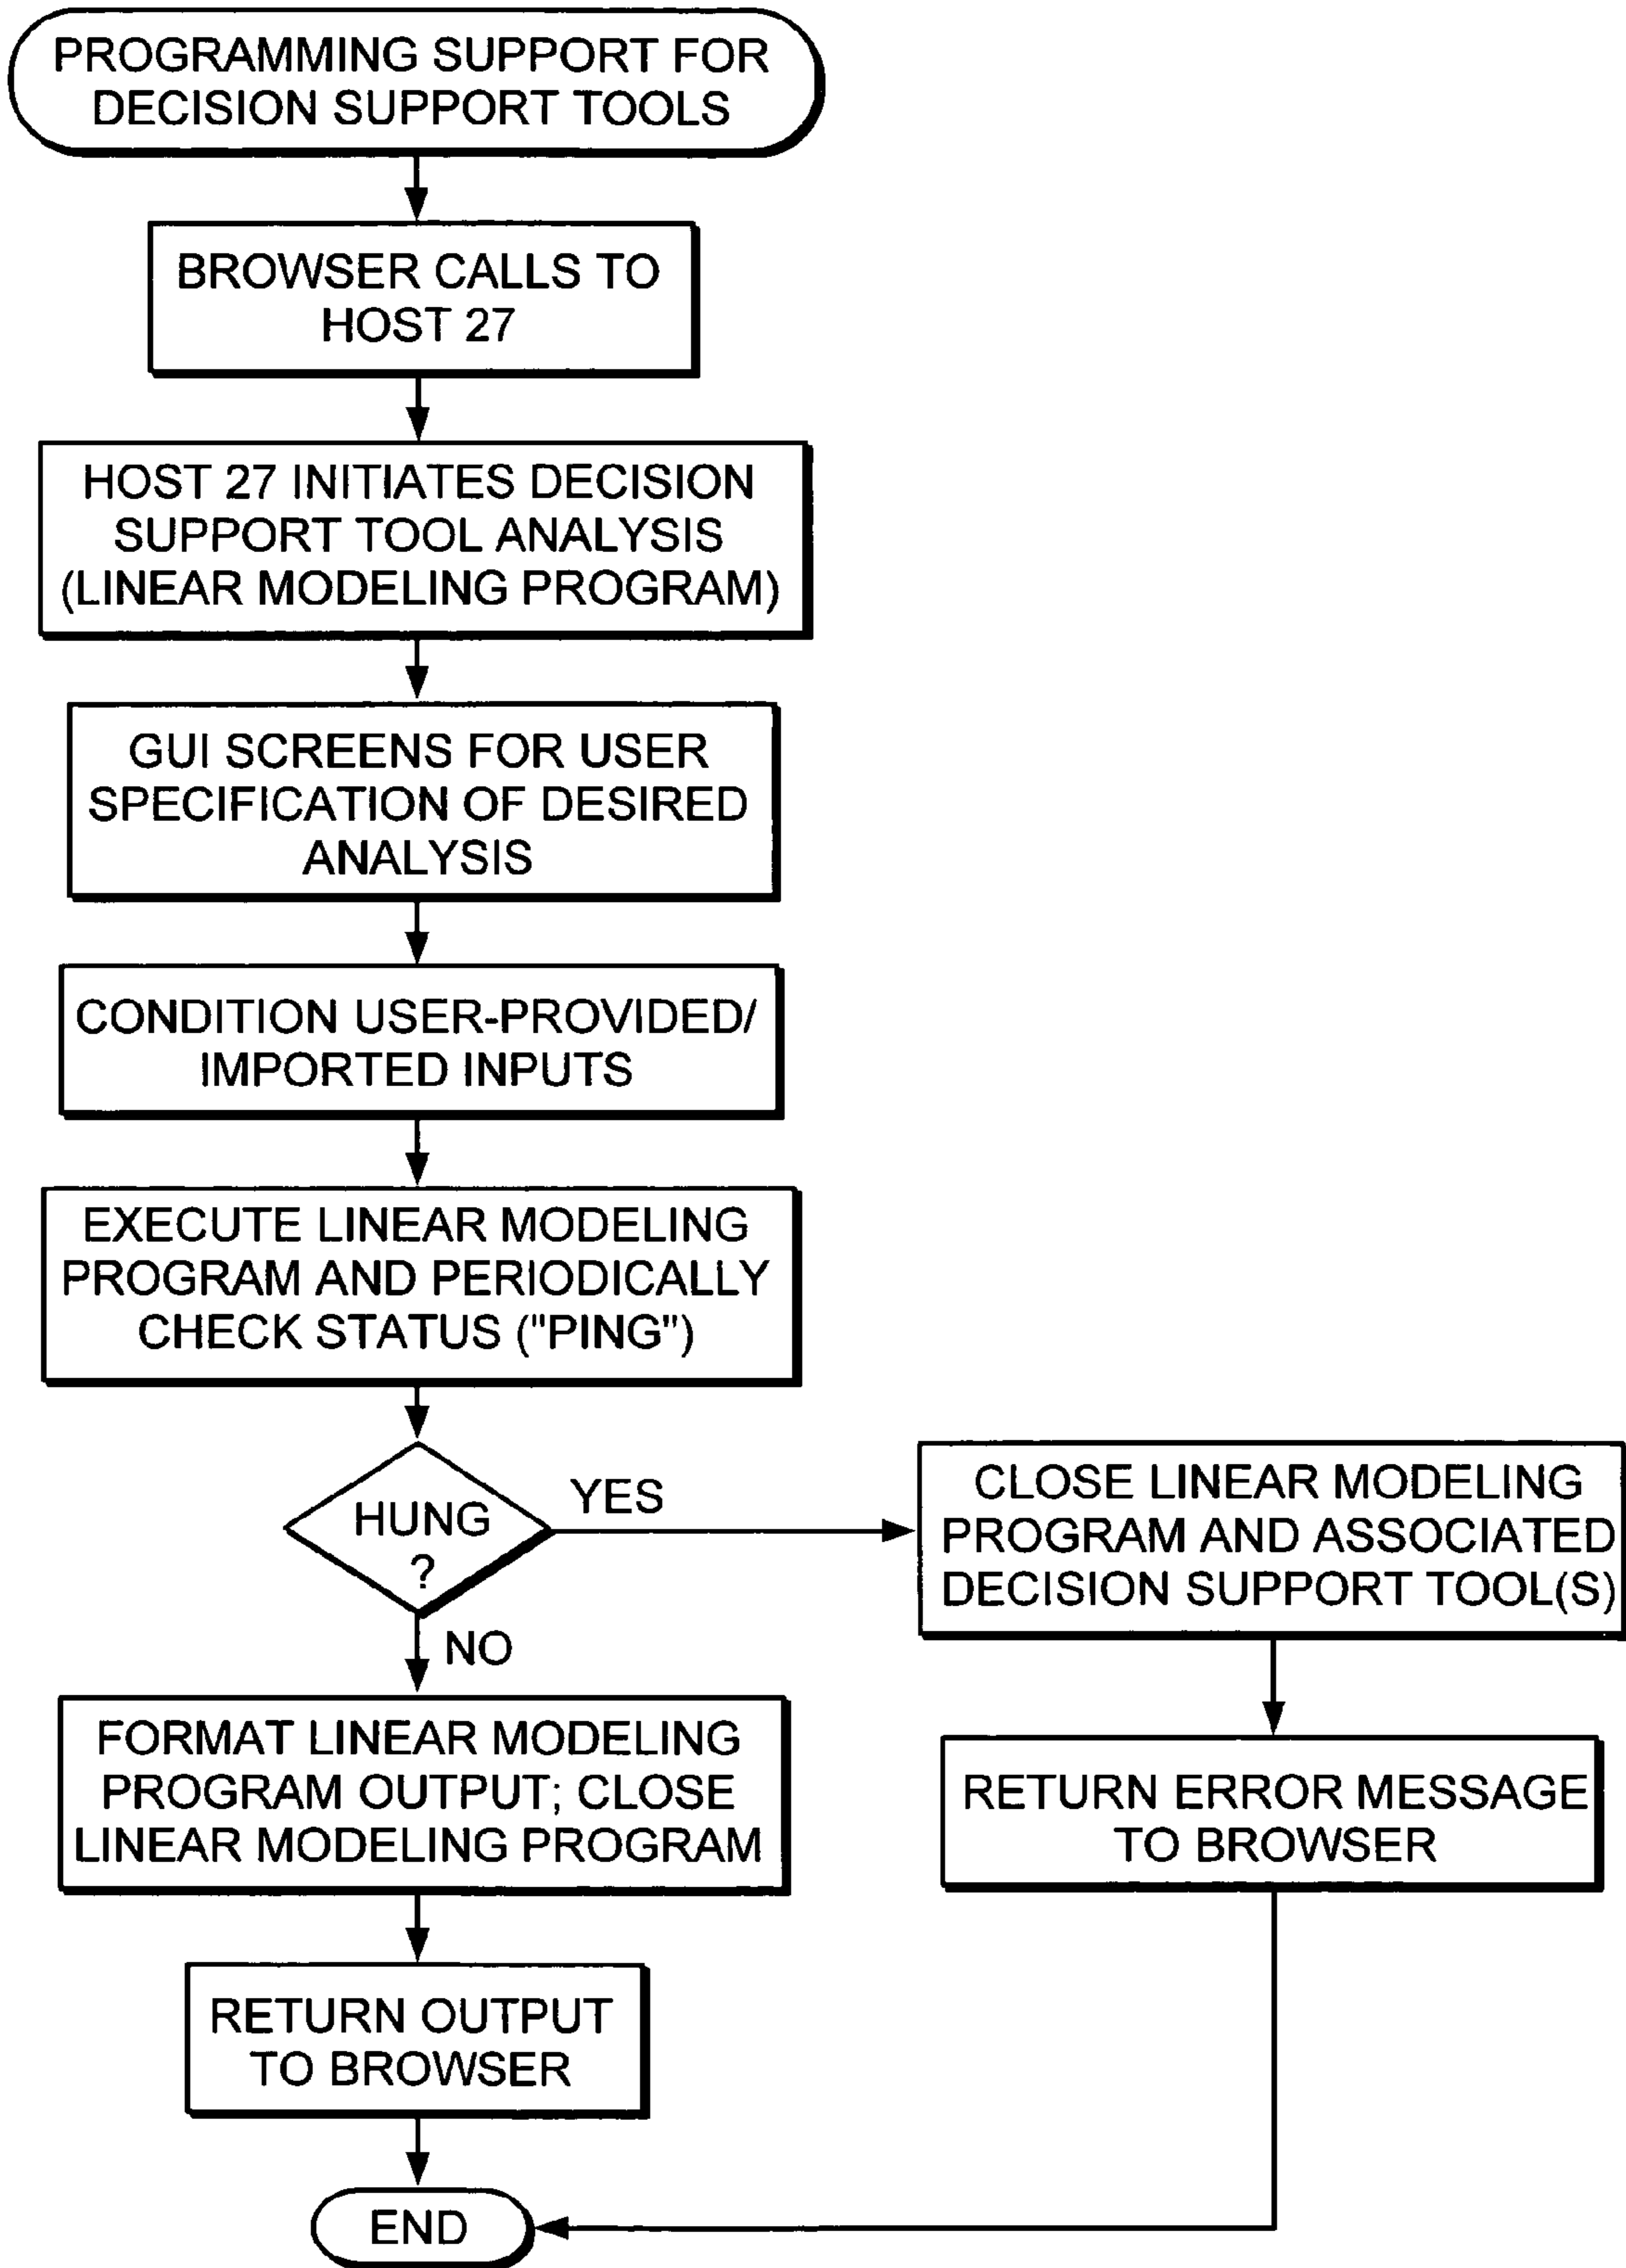 PROGRAMMING SUPPORT FOR
DECISION SUPPORT TOOLS
BROWSER CALLS TO
HOST 27
HOST 27 INITIATES DECISION
SUPPORT TOOL ANALYSIS
(LINEAR MODELING PROGRAM)
GUI SCREENS FOR USER
SPECIFICATION OF DESIRED
ANALYSIS
CONDITION USER-PROVIDED/
IMPORTED INPUTS
EXECUTE LINEAR MODELING
PROGRAM AND PERIODICALLY
CHECK STATUS ("PING")
HUNG
?
YES
CLOSE LINEAR MODELING
PROGRAM AND ASSOCIATED
DECISION SUPPORT TOOL(S)
RETURN ERROR MESSAGE
TO BROWSER
NO
FORMAT LINEAR MODELING
PROGRAM OUTPUT; CLOSE
LINEAR MODELING PROGRAM
RETURN OUTPUT
TO BROWSER
END